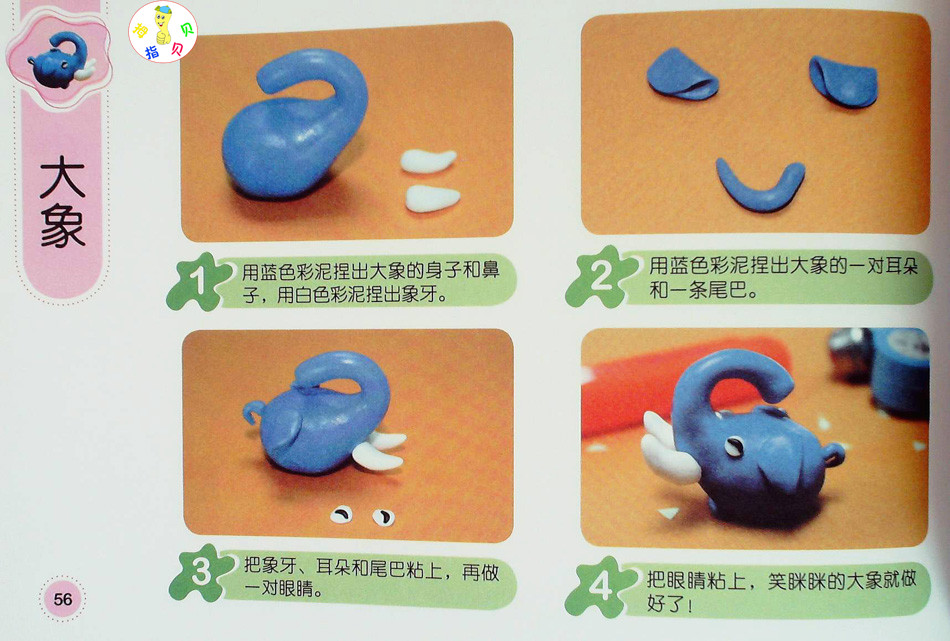 指贝
指贝
大象
1
用蓝色彩泥捏出大象的身子和鼻
子，用白色彩泥捏出象牙。
2
用蓝色彩泥捏出大象的一对耳朵
和一条尾巴。
3
把象牙、耳朵和尾巴粘上，再做
一对眼睛。
4
把眼睛粘上，笑眯眯的大象就做
好了！
56